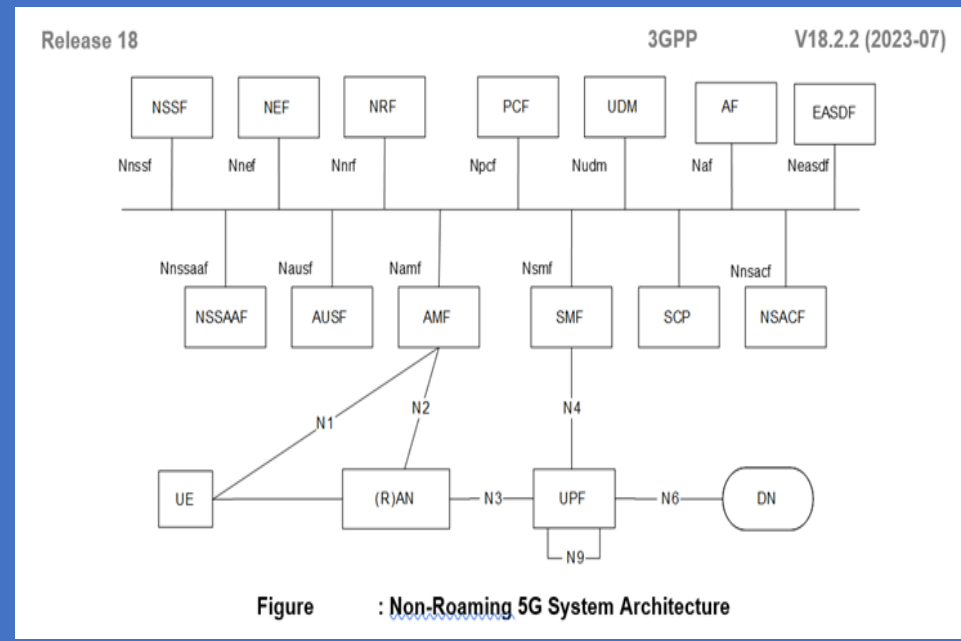 Release 18 3GPP V18.2.2 (2023-07)
NSSF NEF NRF PCF UDM AF EASDF
Nnssf Nnef Nnrf Npcf Nudm Naf Neasdf
Nnssaaf Nausf Namf Nsmf Nnsacf
NSSAAF AUSF AMF SMF SCP NSACF
N1 N2 N4
UE (R)AN N3 UPF N6 DN
N9
Figure : Non-Roaming 5G System Architecture